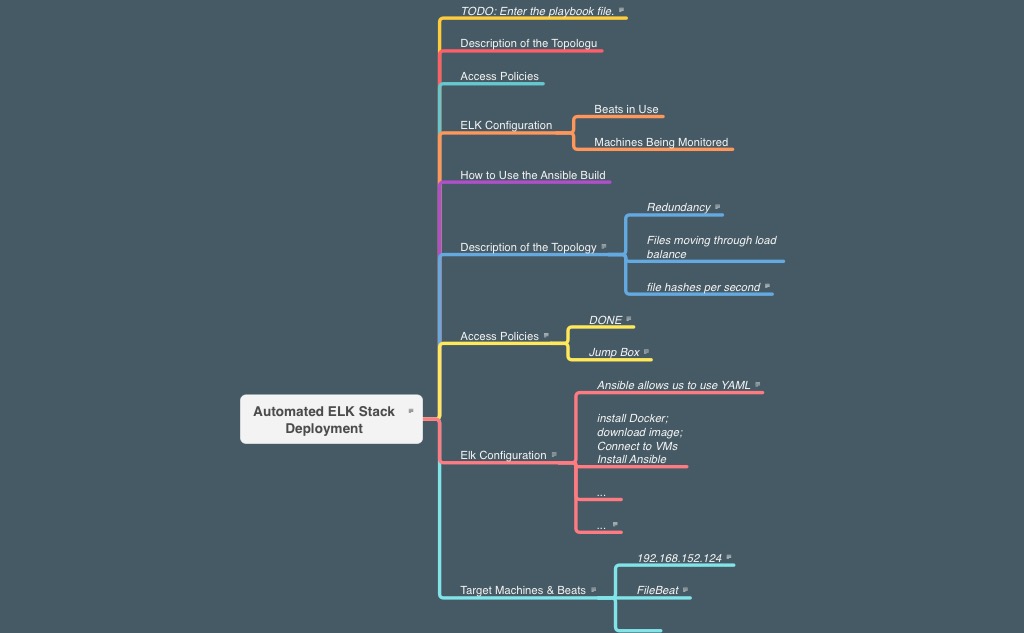 TODO: Enter the playbook file.
Description of the Topologu
Access Policies
ELK Configuration
Beats in Use
Machines Being Monitored
How to Use the Ansible Build
Description of the Topology
Redundancy
Files moving through load
balance
file hashes per second
Access Policies
DONE
Jump Box
Automated ELK Stack
Deployment
Elk Configuration
Ansible allows us to use YAML
install Docker;
download image;
Connect to VMs
Install Ansible
...
...
Target Machines & Beats
192.168.152.124
FileBeat